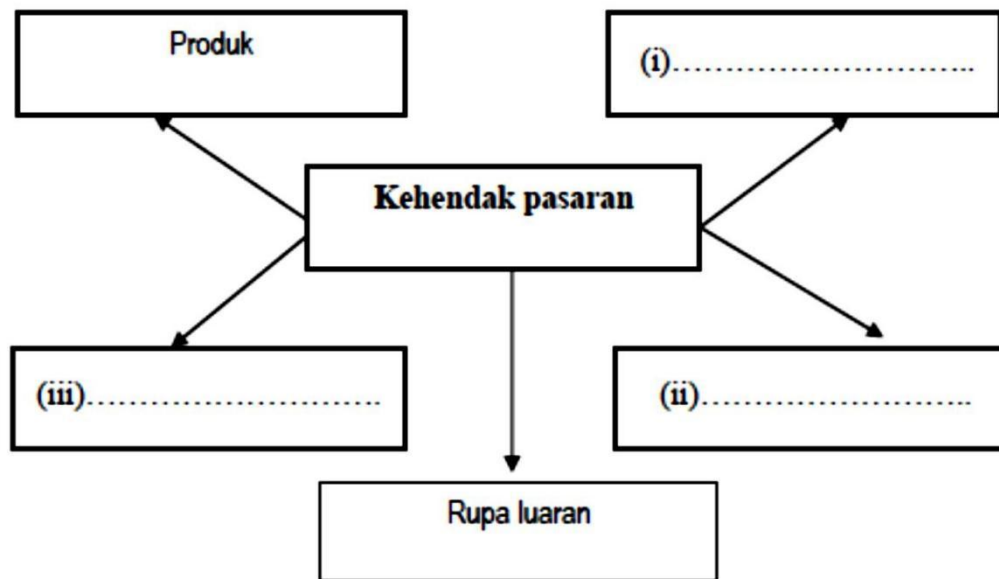 Produk
(i)………………………..
Kehendak pasaran
(iii)……………………….
(ii)……………………..
Rupa luaran